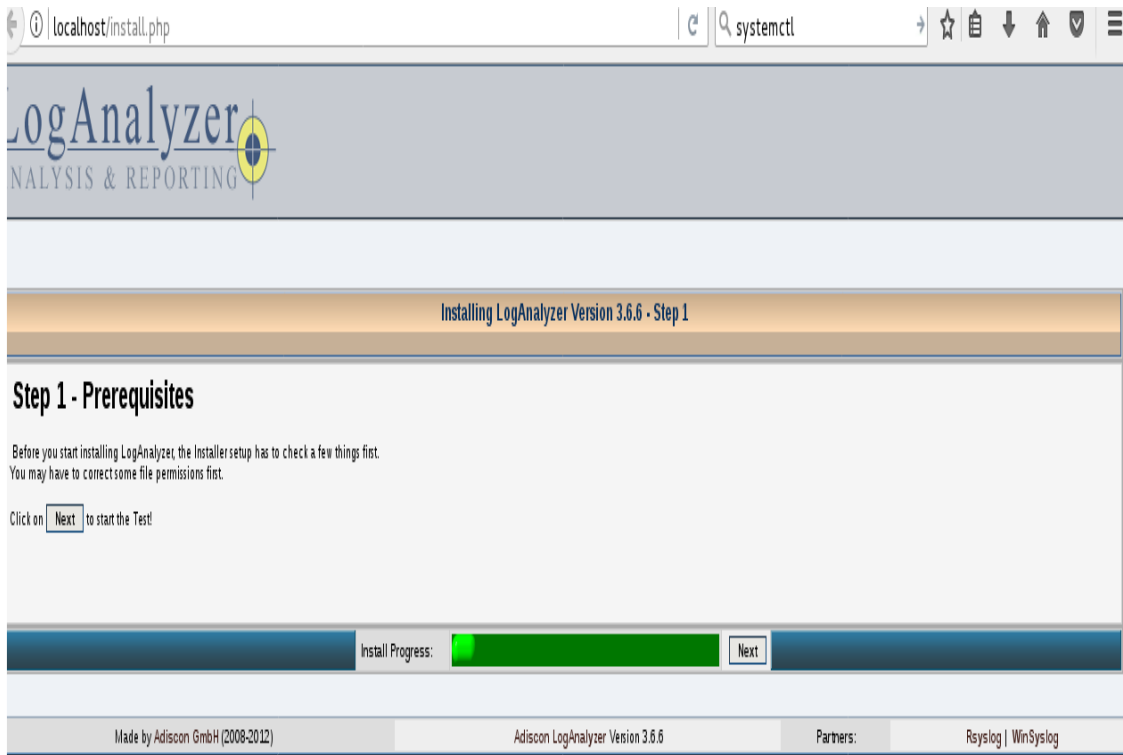 localhost/install.php
systemctl
LogAnalyzer
ANALYSIS & REPORTING
Installing LogAnalyzer Version 3.6.6 - Step 1
Step 1 - Prerequisites
Before you start installing LogAnalyzer, the Installer setup has to check a few things first.
You may have to correct some file permissions first.
Click on Next to start the Test!
Install Progress: Next
Made by Adiscon GmbH (2008-2012) Adiscon LogAnalyzer Version 3.6.6 Partners: Rsyslog | WinSyslog